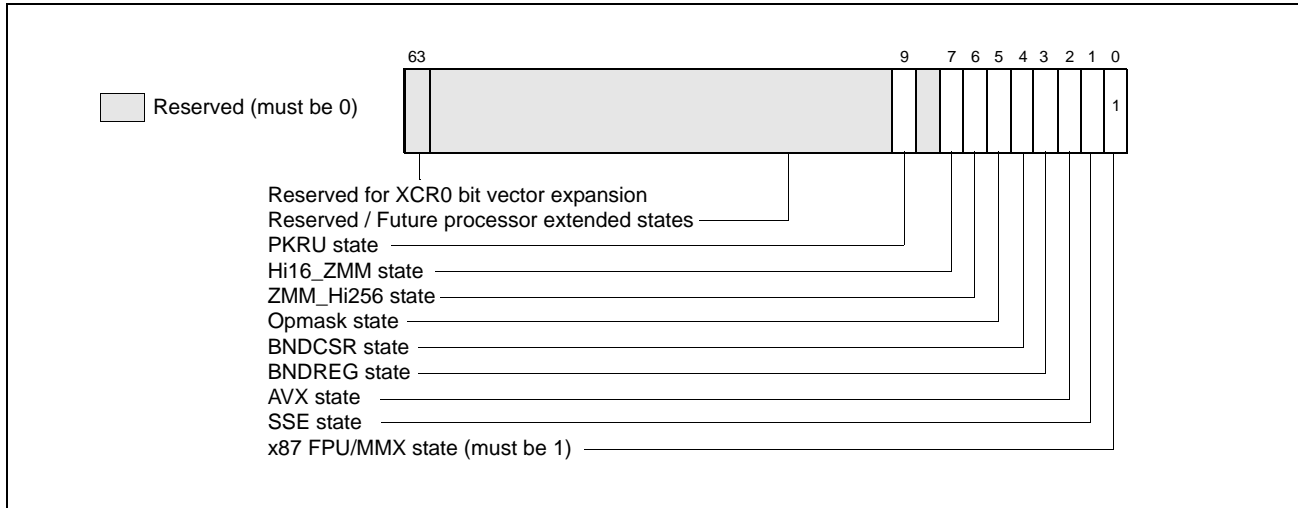 63 9 7 6 5 4 3 2 1 0
Reserved (must be 0)
1
Reserved for XCR0 bit vector expansion
Reserved / Future processor extended states
PKRU state
Hi16_ZMM state
ZMM_Hi256 state
Opmask state
BNDCSR state
BNDREG state
AVX state
SSE state
x87 FPU/MMX state (must be 1)